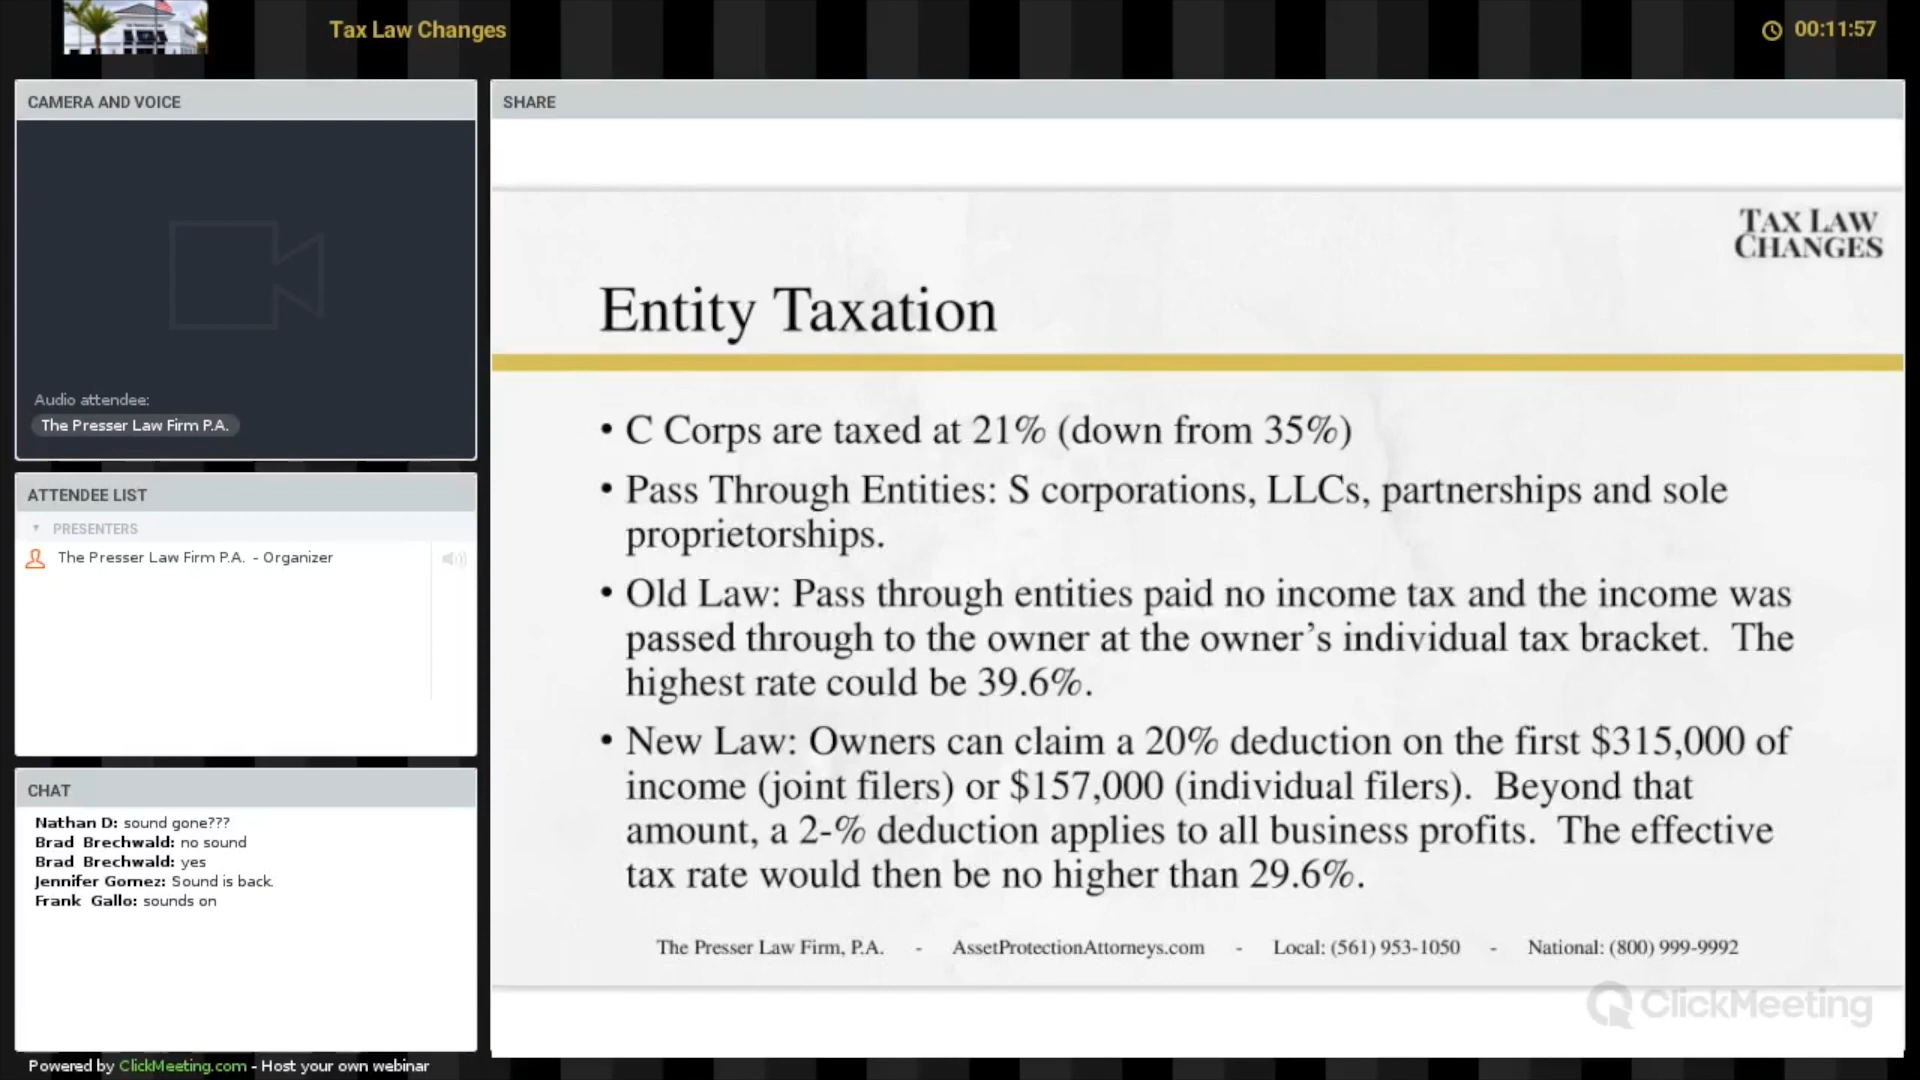 Tax Law Changes
00:11:57
CAMERA AND VOICE
Audio attendee:
The Presser Law Firm P.A.
ATTENDEE LIST
PRESENTERS
The Presser Law Firm P.A. - Organizer
CHAT
Nathan D: sound gone???
Brad Brechwald: no sound
Brad Brechwald: yes
Jennifer Gomez: Sound is back.
Frank Gallo: sounds on
SHARE
TAX LAW
CHANGES
Entity Taxation
• C Corps are taxed at 21% (down from 35%)
• Pass Through Entities: S corporations, LLCs, partnerships and sole
proprietorships.
• Old Law: Pass through entities paid no income tax and the income was
passed through to the owner at the owner’s individual tax bracket. The
highest rate could be 39.6%.
• New Law: Owners can claim a 20% deduction on the first $315,000 of
income (joint filers) or $157,000 (individual filers). Beyond that
amount, a 2-% deduction applies to all business profits. The effective
tax rate would then be no higher than 29.6%.
The Presser Law Firm, P.A. - AssetProtectionAttorneys.com - Local: (561) 953-1050 - National: (800) 999-9992
ClickMeeting
Powered by ClickMeeting.com - Host your own webinar